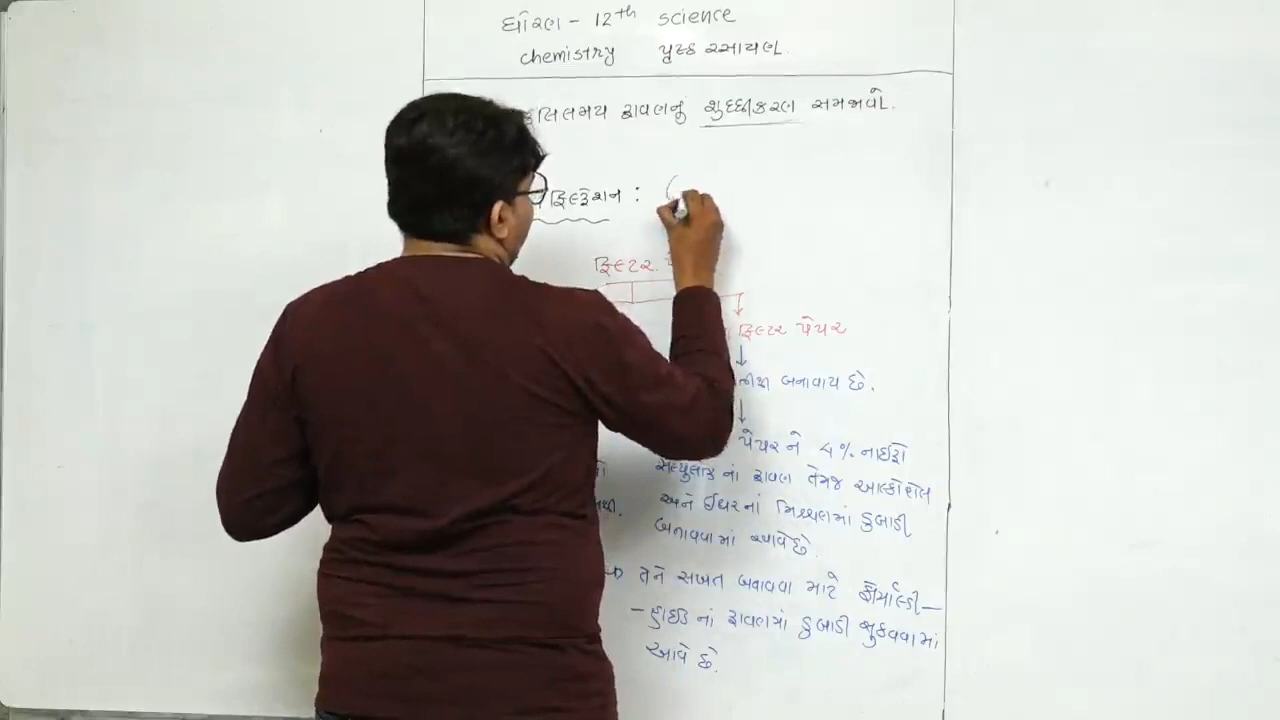 ધોરણ - 12th science
chemistry પૃષ્ઠ રસાયણ.
કલિલમય દ્રાવણનું શુદ્ધીકરણ સમજાવો.
ફિલ્ટ્રેશન :
ફિલ્ટર
ફિલ્ટર પેપર
બનાવાય છે.
પેપરને 4% નાઈટ્રો
સેલ્યુલોઝ નાં દ્રાવણ તેમજ આલ્કોહોલ
અને ઈથરનાં મિશ્રણમાં ડુબાડી
બનાવવામાં આવે છે.
તેને સખત બનાવવા માટે ફોર્માલ્ડી-
-હાઈડ નાં દ્રાવણમાં ડુબાડી સુકવવામાં
આવે છે.